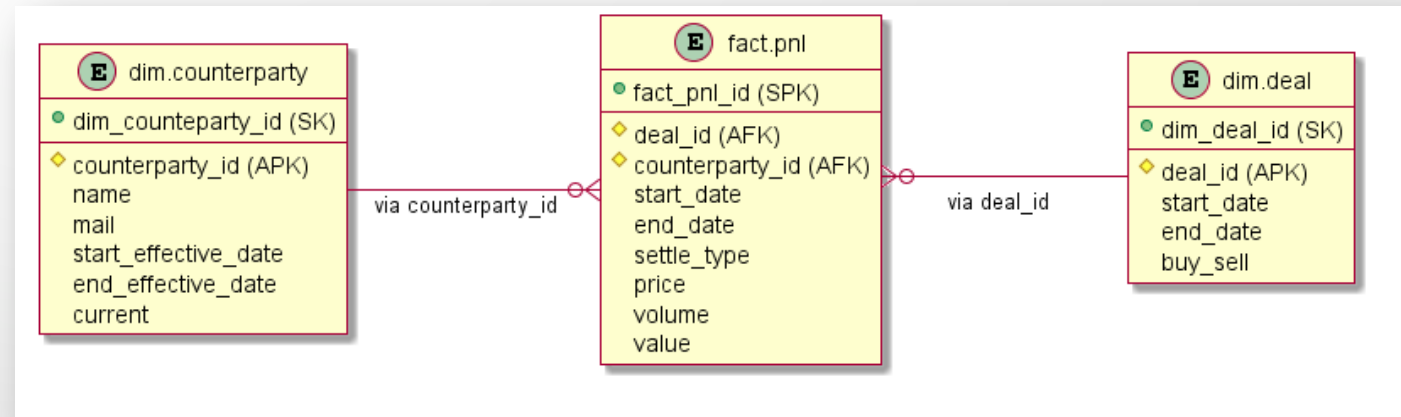 E dim.counterparty
dim_counteparty_id (SK)
counterparty_id (APK)
name
mail
start_effective_date
end_effective_date
current
via counterparty_id
E fact.pnl
fact_pnl_id (SPK)
deal_id (AFK)
counterparty_id (AFK)
start_date
end_date
settle_type
price
volume
value
via deal_id
E dim.deal
dim_deal_id (SK)
deal_id (APK)
start_date
end_date
buy_sell